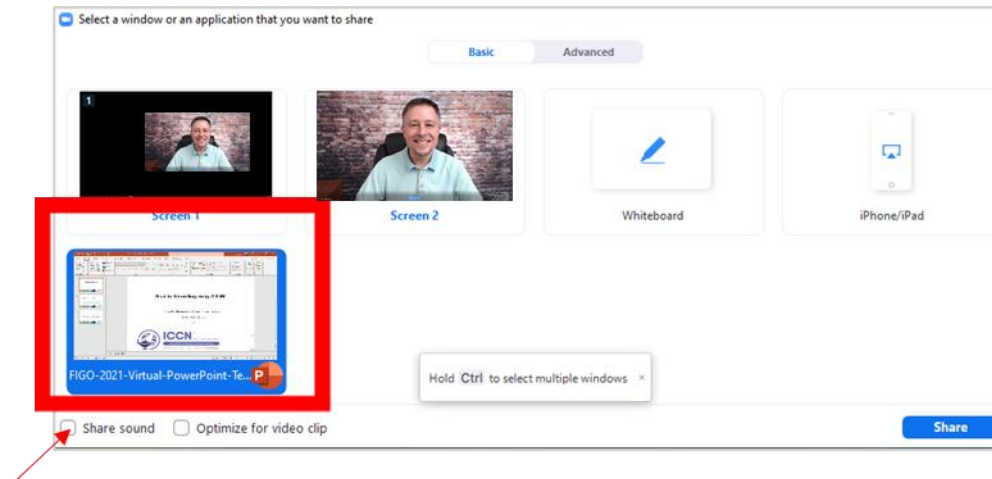 Select a window or an application that you want to share
Basic Advanced
1
Screen 1 Screen 2 Whiteboard iPhone/iPad
ICCN
FIGO-2021-Virtual-PowerPoint-Te... P
Hold Ctrl to select multiple windows ×
Share sound Optimize for video clip Share